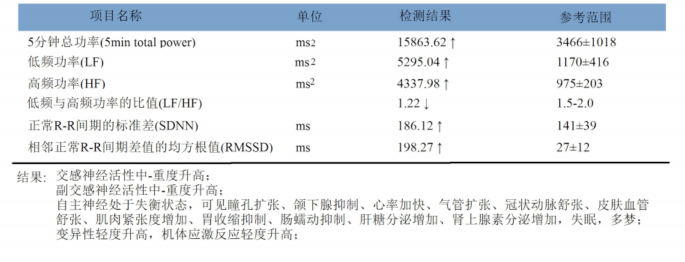 项目名称 单位 检测结果 参考范围
5分钟总功率(5min total power) ms2 15863.62 ↑ 3466±1018
低频功率(LF) ms2 5295.04 ↑ 1170±416
高频功率(HF) ms² 4337.98 ↑ 975±203
低频与高频功率的比值(LF/HF) 1.22 ↓ 1.5-2.0
正常R-R间期的标准差(SDNN) ms 186.12 ↑ 141±39
相邻正常R-R间期差值的均方根值(RMSSD) ms 198.27 ↑ 27±12
结果: 交感神经活性中-重度升高;
副交感神经活性中-重度升高;
自主神经处于失衡状态，可见瞳孔扩张、颌下腺抑制、心率加快、气管扩张、冠状动脉舒张、皮肤血管
舒张、肌肉紧张度增加、胃收缩抑制、肠蠕动抑制、肝糖分泌增加、肾上腺素分泌增加，失眠，多梦;
变异性轻度升高，机体应激反应轻度升高;